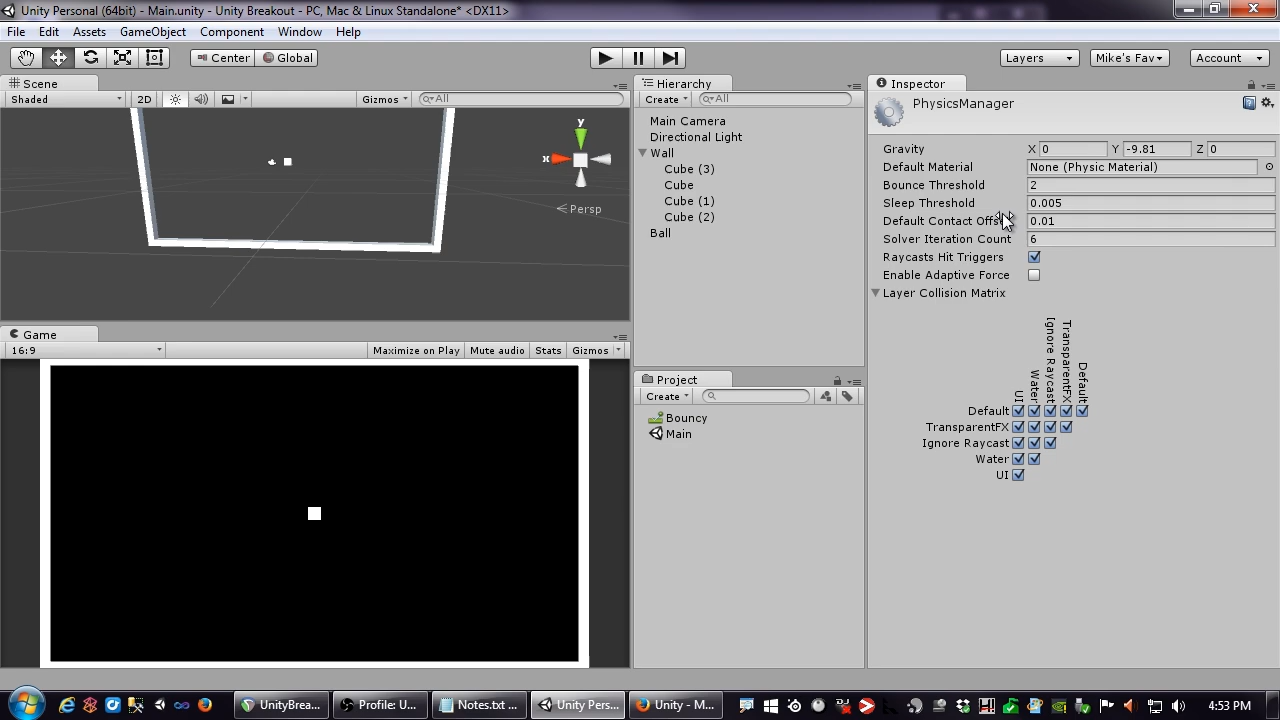 Unity Personal (64bit) - Main.unity - Unity Breakout - PC, Mac & Linux Standalone* <DX11>
File Edit Assets GameObject Component Window Help
Center Global Layers Mike's Fav Account
Scene
Shaded 2D Gizmos All
y
x
Persp
Game
16:9 Maximize on Play Mute audio Stats Gizmos
Hierarchy
Create All
Main Camera
Directional Light
Wall
Cube (3)
Cube
Cube (1)
Cube (2)
Ball
Project
Create
Bouncy
Main
Inspector
PhysicsManager
Gravity X 0 Y -9.81 Z 0
Default Material None (Physic Material)
Bounce Threshold 2
Sleep Threshold 0.005
Default Contact Offs 0.01
Solver Iteration Count 6
Raycasts Hit Triggers
Enable Adaptive Force
Layer Collision Matrix
UI
Water
Ignore Raycast
TransparentFX
Default
Default
TransparentFX
Ignore Raycast
Water
UI
UnityBrea... Profile: U... Notes.txt ... Unity Pers... Unity - M... 4:53 PM